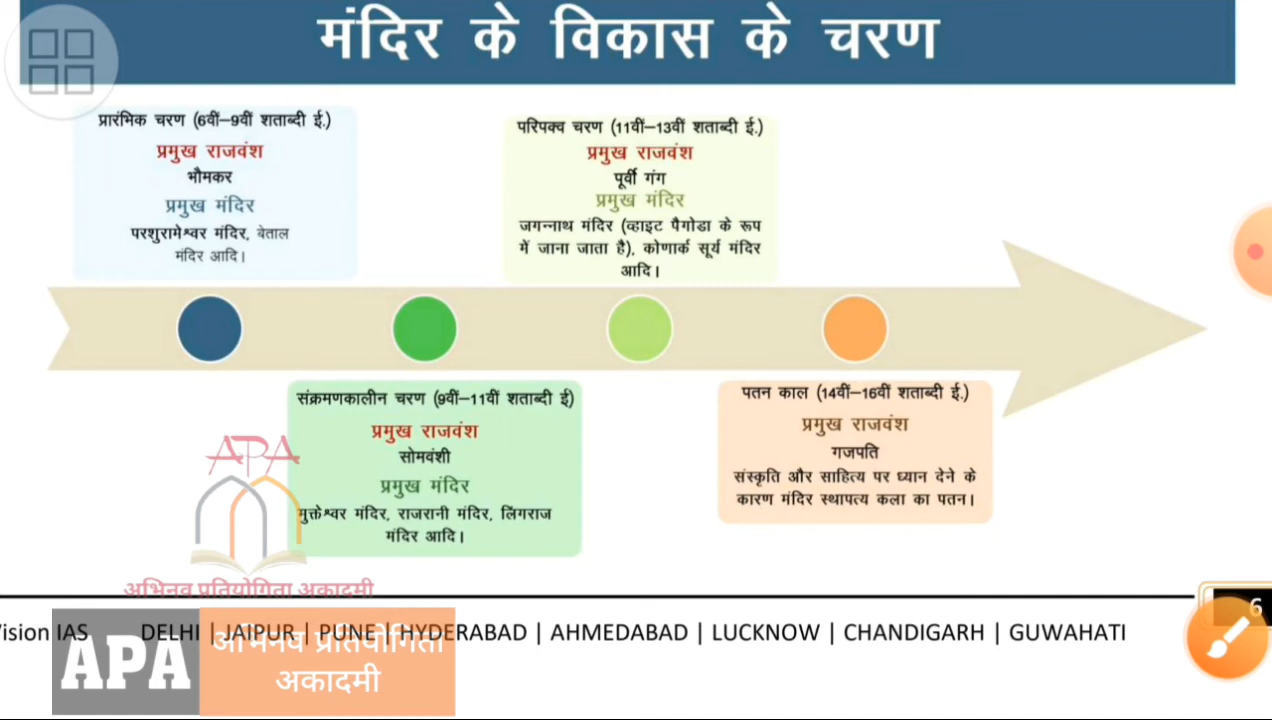 मंदिर के विकास के चरण
प्रारंभिक चरण (6वीं–9वीं शताब्दी ई.)
प्रमुख राजवंश
भौमकर
प्रमुख मंदिर
परशुरामेश्वर मंदिर, बेताल
मंदिर आदि।
परिपक्व चरण (11वीं–13वीं शताब्दी ई.)
प्रमुख राजवंश
पूर्वी गंग
प्रमुख मंदिर
जगन्नाथ मंदिर (व्हाइट पैगोडा के रूप
में जाना जाता है), कोणार्क सूर्य मंदिर
आदि।
संक्रमणकालीन चरण (9वीं–11वीं शताब्दी ई)
प्रमुख राजवंश
सोमवंशी
प्रमुख मंदिर
मुक्तेश्वर मंदिर, राजरानी मंदिर, लिंगराज
मंदिर आदि।
पतन काल (14वीं–16वीं शताब्दी ई.)
प्रमुख राजवंश
गजपति
संस्कृति और साहित्य पर ध्यान देने के
कारण मंदिर स्थापत्य कला का पतन।
APA
अभिनव प्रतियोगिता अकादमी
6
ision IAS DELHI | JAIPUR | PUNE | HYDERABAD | AHMEDABAD | LUCKNOW | CHANDIGARH | GUWAHATI
APA
अभिनव प्रतियोगिता
अकादमी